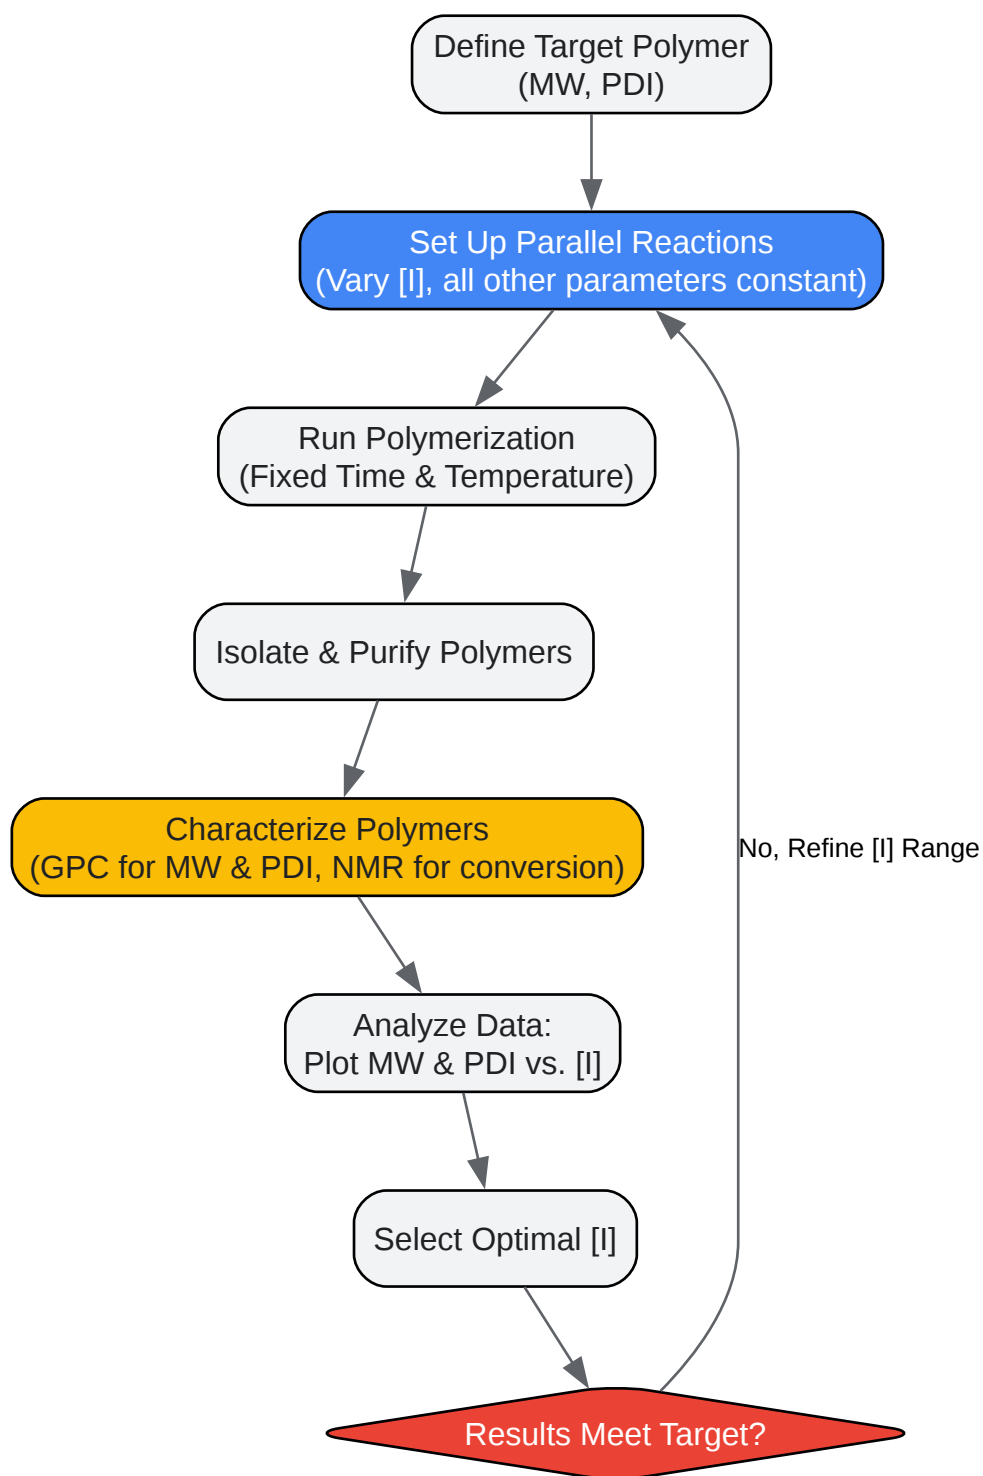 Define Target Polymer
(MW, PDI)
Set Up Parallel Reactions
(Vary [I], all other parameters constant)
Run Polymerization
(Fixed Time & Temperature)
Isolate & Purify Polymers
Characterize Polymers
(GPC for MW & PDI, NMR for conversion)
No, Refine [I] Range
Analyze Data:
Plot MW & PDI vs. [I]
Select Optimal [I]
Results Meet Target?